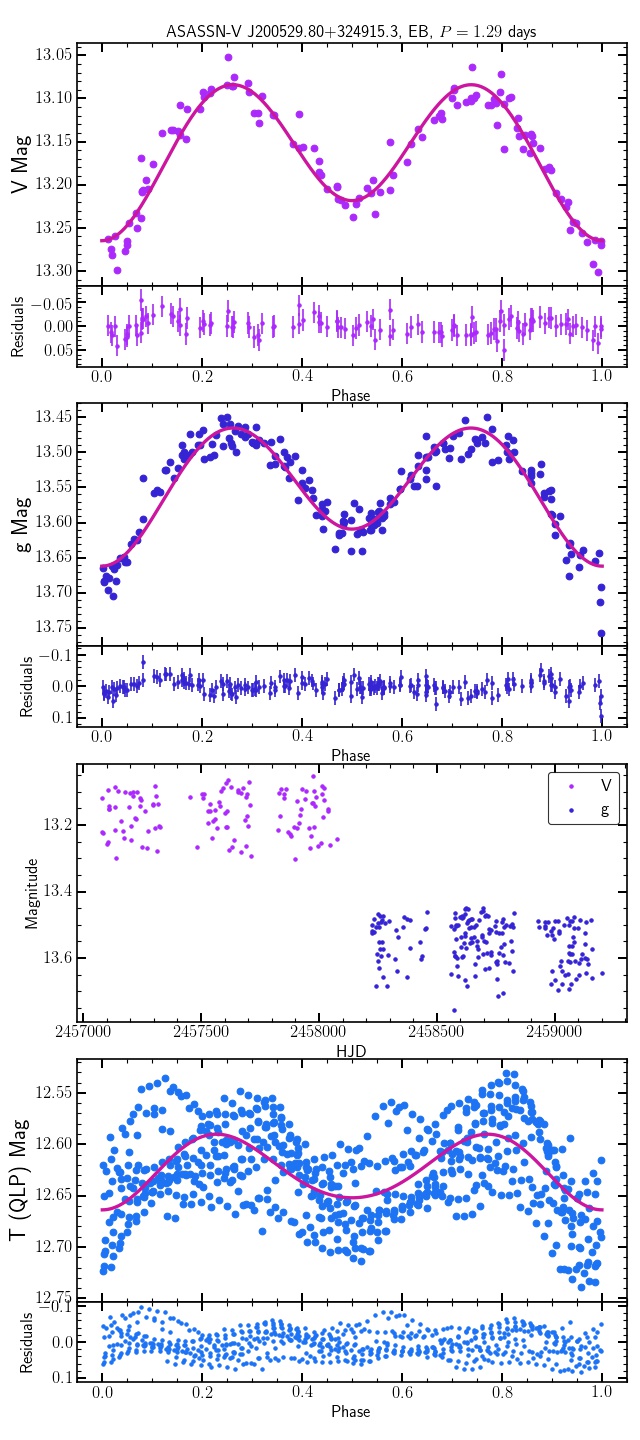 ASASSN-V J200529.80+324915.3, EB, P = 1.29 days
V Mag
13.05
13.10
13.15
13.20
13.25
13.30
Residuals
−0.05
0.00
0.05
0.0 0.2 0.4 0.6 0.8 1.0
Phase
g Mag
13.45
13.50
13.55
13.60
13.65
13.70
13.75
Residuals
−0.1
0.0
0.1
0.0 0.2 0.4 0.6 0.8 1.0
Phase
Magnitude
13.2
13.4
13.6
V
g
2457000 2457500 2458000 2458500 2459000
HJD
T (QLP) Mag
12.55
12.60
12.65
12.70
12.75
Residuals
−0.1
0.0
0.1
0.0 0.2 0.4 0.6 0.8 1.0
Phase